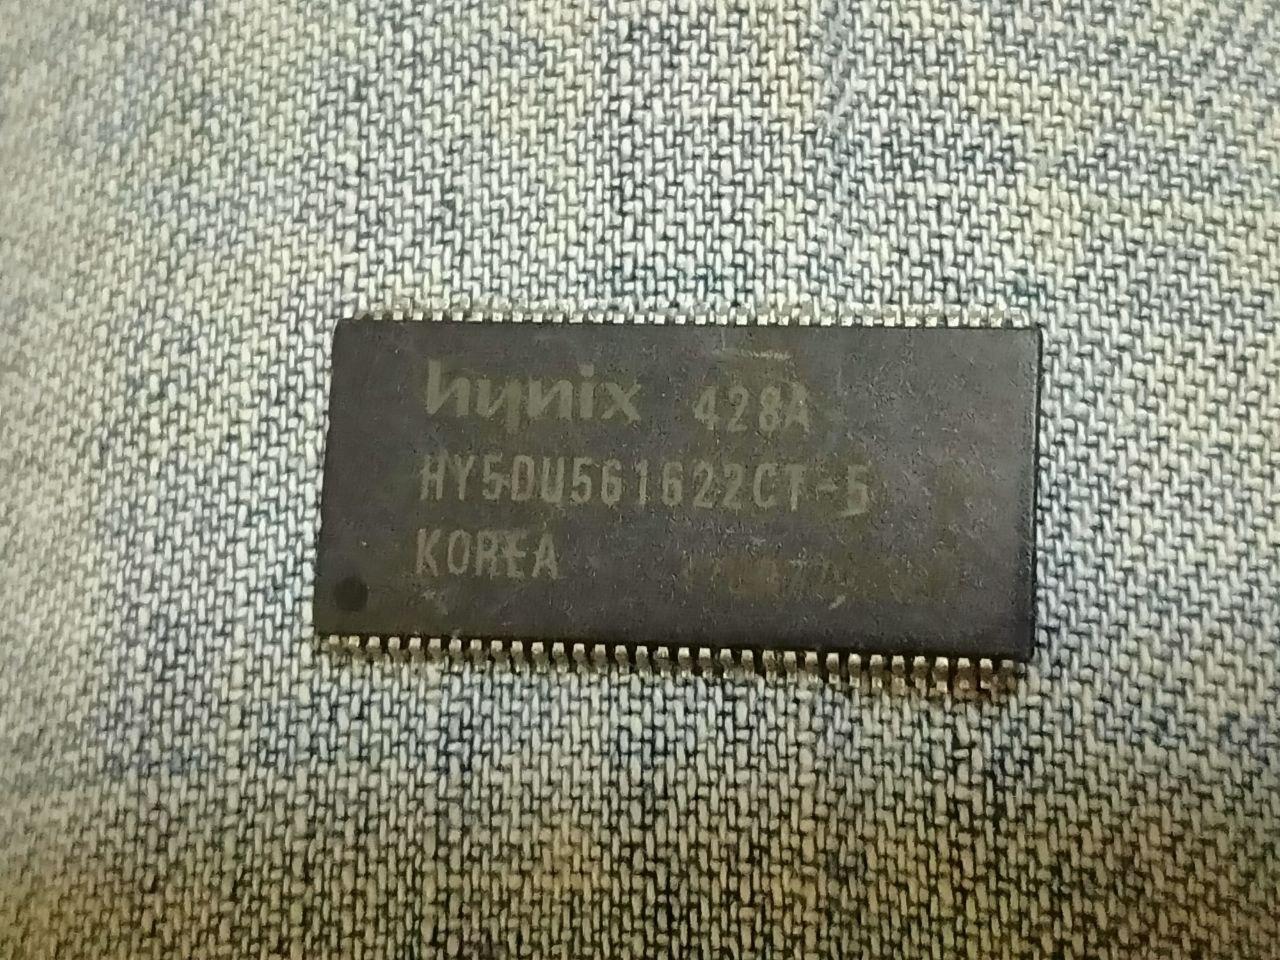 hynix 428A
HY5DU561622CT-5
KOREA